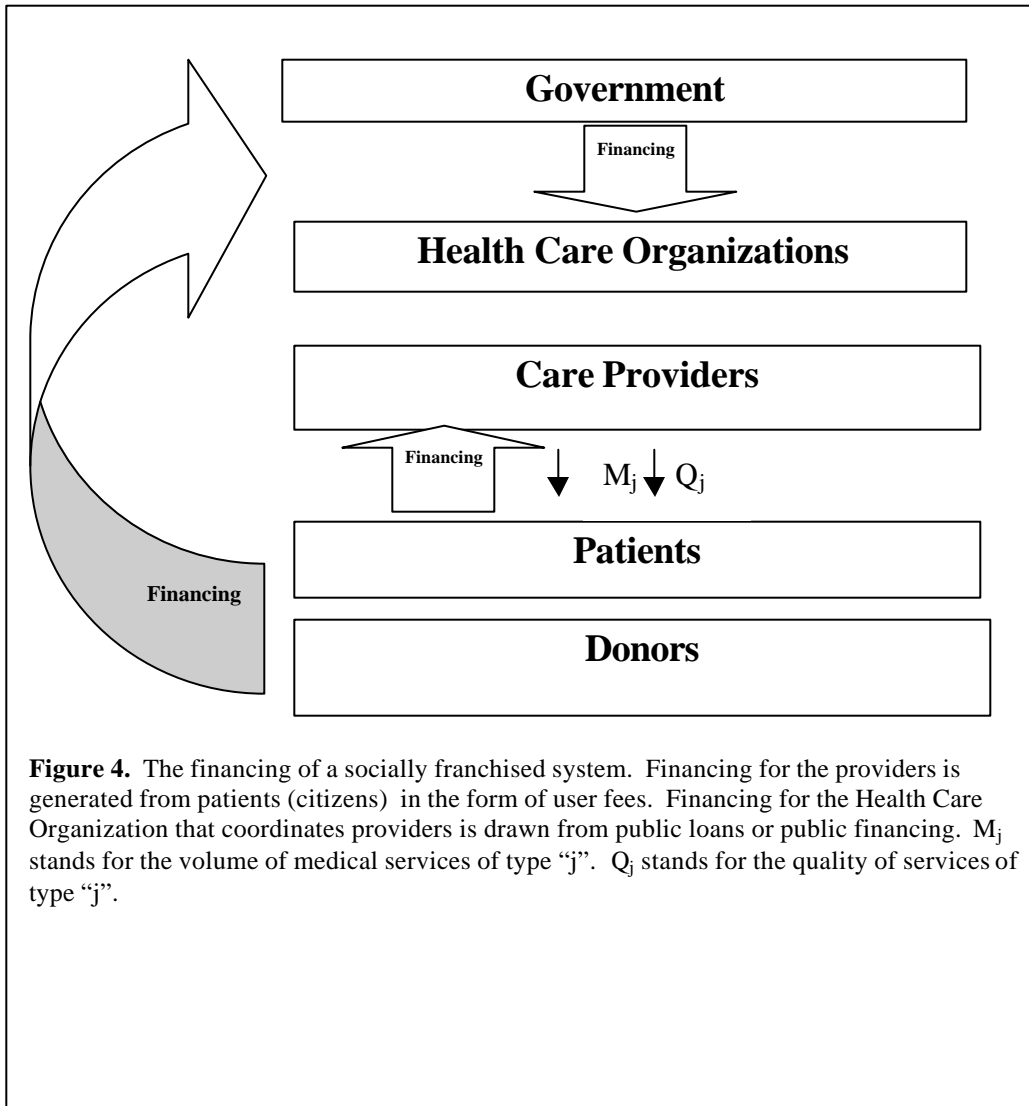 Government
Financing
Health Care Organizations
Care Providers
Financing
M_j Q_j
Patients
Financing
Donors
Figure 4. The financing of a socially franchised system. Financing for the providers is
generated from patients (citizens) in the form of user fees. Financing for the Health Care
Organization that coordinates providers is drawn from public loans or public financing. M_j
stands for the volume of medical services of type “j”. Q_j stands for the quality of services of
type “j”.